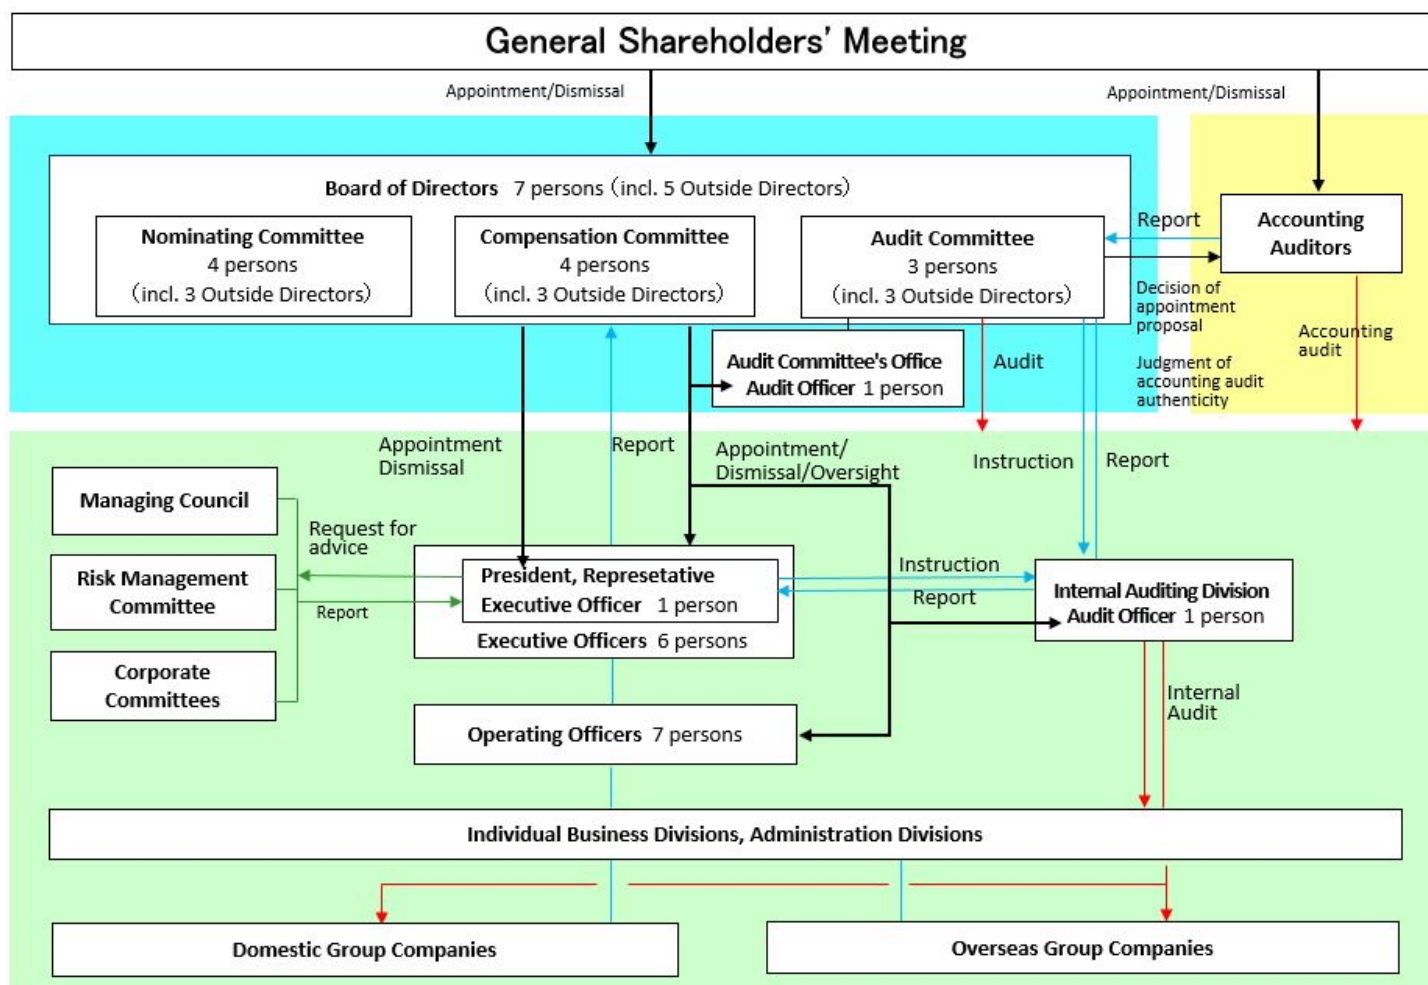 General Shareholders’ Meeting
Appointment/Dismissal
Appointment/Dismissal
Board of Directors 7 persons（incl. 5 Outside Directors）
Nominating Committee
4 persons
（incl. 3 Outside Directors）
Compensation Committee
4 persons
（incl. 3 Outside Directors）
Audit Committee
3 persons
（incl. 3 Outside Directors）
Report
Accounting
Auditors
Decision of
appointment
proposal
Judgment of
accounting audit
authenticity
Accounting
audit
Audit Committee's Office
Audit Officer 1 person
Audit
Appointment
Dismissal
Report
Appointment/
Dismissal/Oversight
Instruction
Report
Managing Council
Risk Management
Committee
Corporate
Committees
Request for
advice
Report
President, Represetative
Executive Officer 1 person
Executive Officers 6 persons
Instruction
Report
Internal Auditing Division
Audit Officer 1 person
Internal
Audit
Operating Officers 7 persons
Individual Business Divisions, Administration Divisions
Domestic Group Companies
Overseas Group Companies